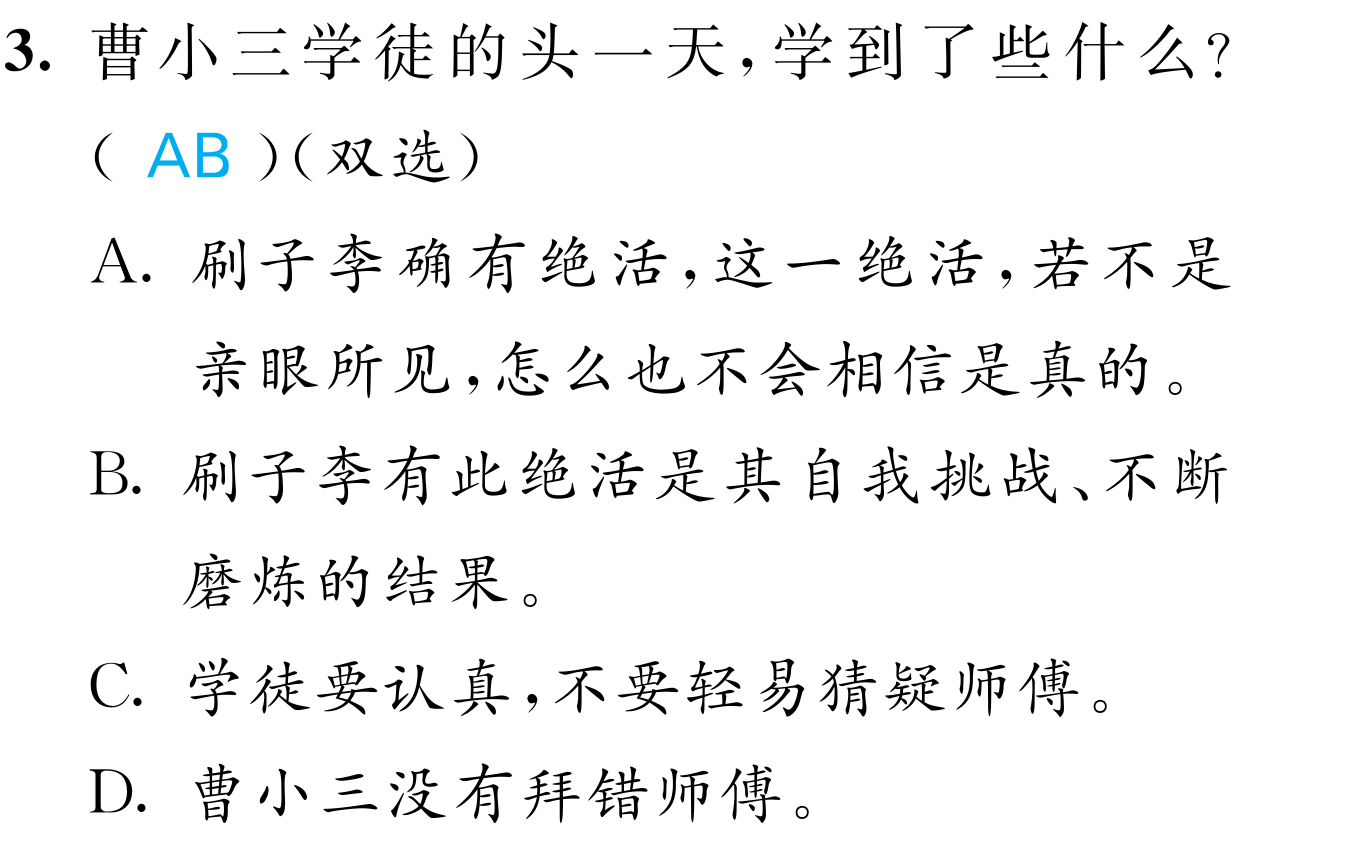 3. 曹小三学徒的头一天,学到了些什么?
( AB )(双选)
A. 刷子李确有绝活,这一绝活,若不是
亲眼所见,怎么也不会相信是真的。
B. 刷子李有此绝活是其自我挑战、不断
磨炼的结果。
C. 学徒要认真,不要轻易猜疑师傅。
D. 曹小三没有拜错师傅。